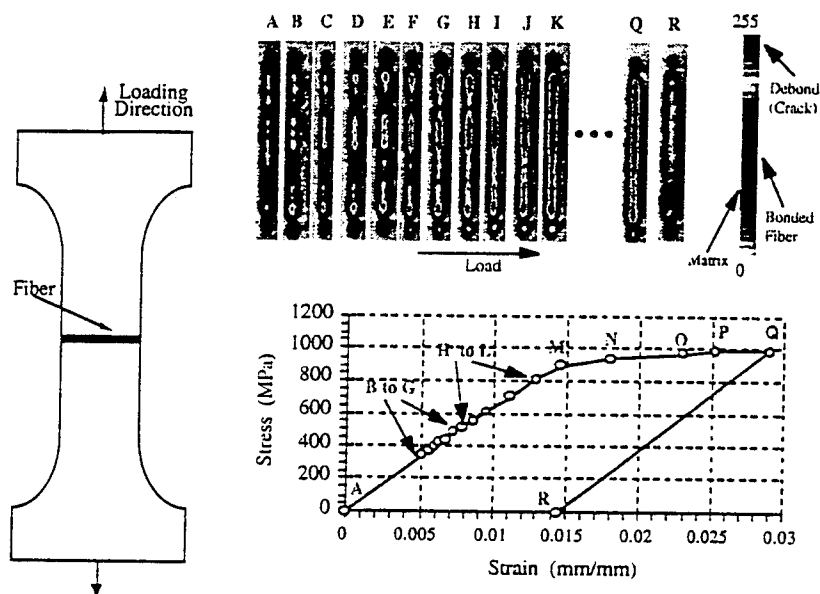 A B C D E F G H I J K Q R
255
Debond
(Crack)
Bonded
Fiber
Matrix
0
Load
Loading
Direction
Fiber
Stress (MPa)
1200
1000
800
600
400
200
0
A
B to G
H to L
M
N
O
P
Q
R
0 0.005 0.01 0.015 0.02 0.025 0.03
Strain (mm/mm)